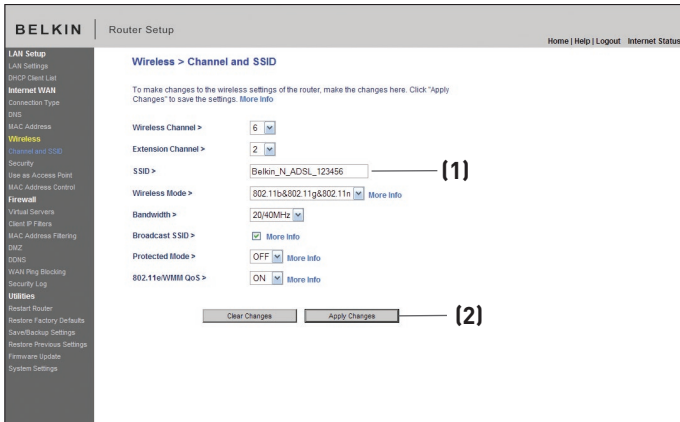 BELKIN
Router Setup
Home | Help | Logout Internet Status
LAN Setup
LAN Settings
DHCP Client List
Internet WAN
Connection Type
DNS
MAC Address
Wireless
Channel and SSID
Security
Use as Access Point
MAC Address Control
Firewall
Virtual Servers
Client IP Filters
MAC Address Filtering
DMZ
DDNS
WAN Ping Blocking
Security Log
Utilities
Restart Router
Restore Factory Defaults
Save/Backup Settings
Restore Previous Settings
Firmware Update
System Settings
Wireless > Channel and SSID
To make changes to the wireless settings of the router, make the changes here. Click "Apply
Changes" to save the settings. More Info
Wireless Channel > 6
Extension Channel > 2
SSID > Belkin_N_ADSL_123456 (1)
Wireless Mode > 802.11b&802.11g&802.11n More Info
Bandwidth > 20/40MHz
Broadcast SSID > More Info
Protected Mode > OFF More Info
802.11e/WMM QoS > ON More Info
Clear Changes Apply Changes (2)